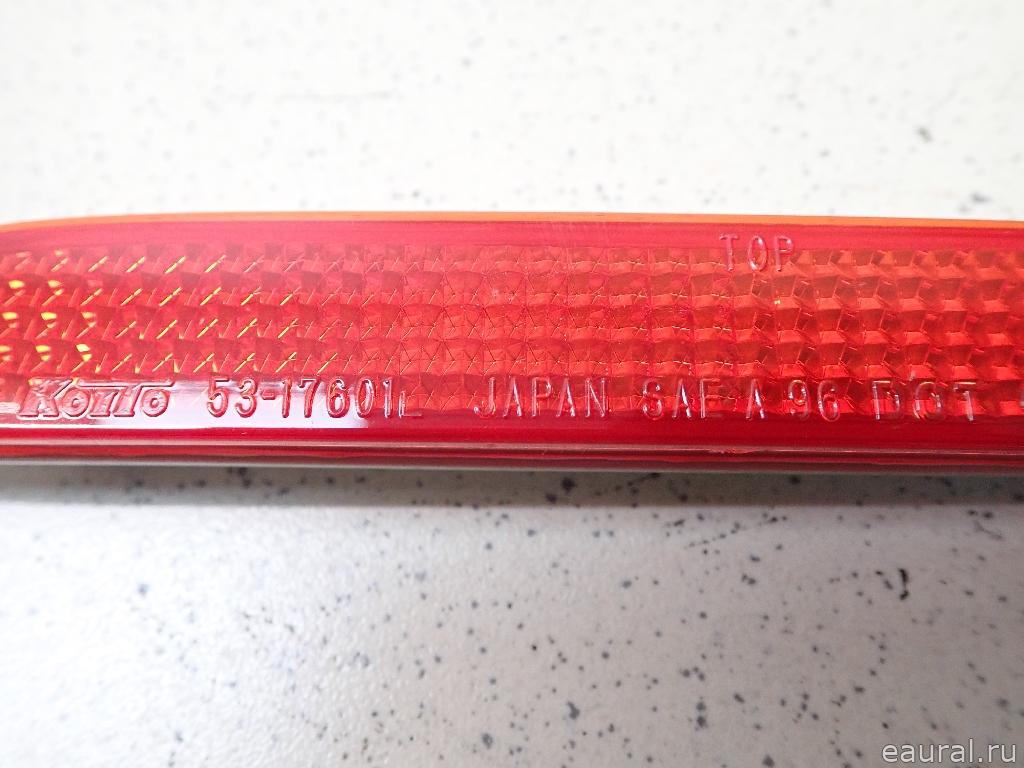 TOP
Koito 53-17601L JAPAN SAE A 96 DOT
eaural.ru